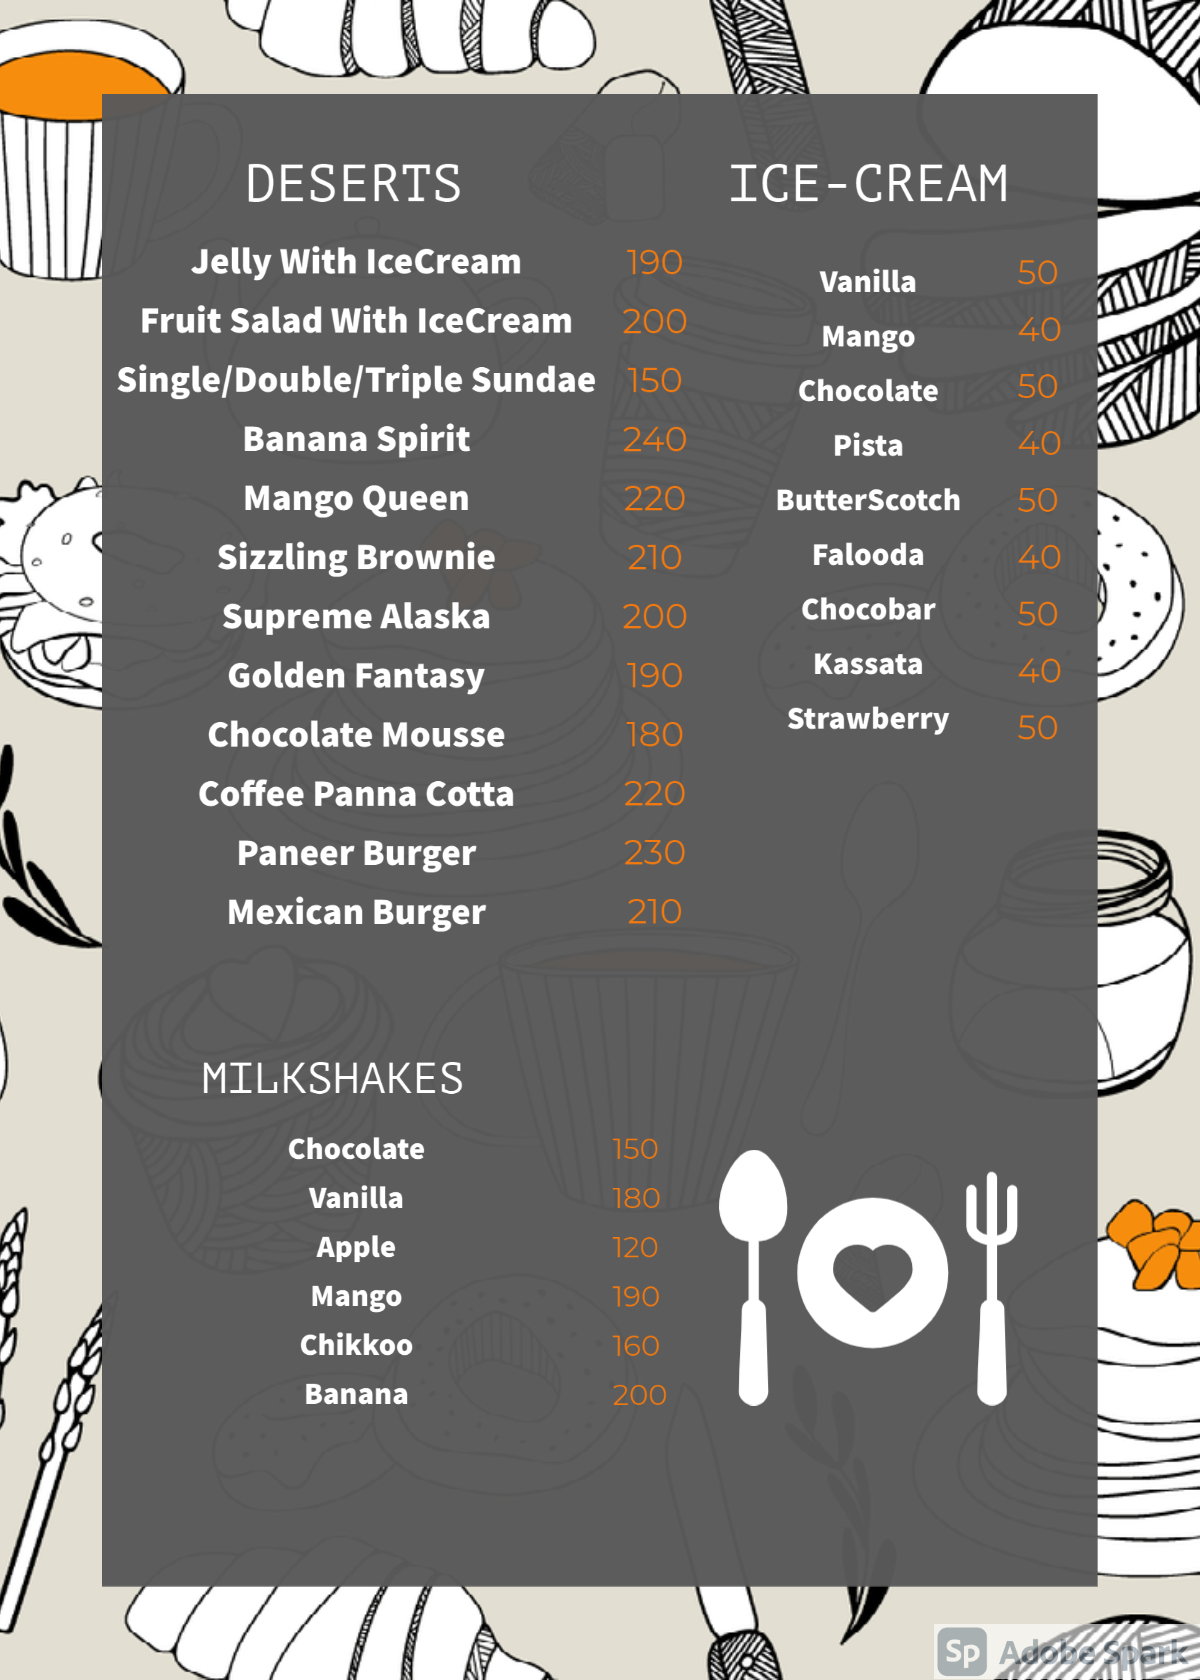 DESERTS
Jelly With IceCream 190
Fruit Salad With IceCream 200
Single/Double/Triple Sundae 150
Banana Spirit 240
Mango Queen 220
Sizzling Brownie 210
Supreme Alaska 200
Golden Fantasy 190
Chocolate Mousse 180
Coffee Panna Cotta 220
Paneer Burger 230
Mexican Burger 210
ICE-CREAM
Vanilla 50
Mango 40
Chocolate 50
Pista 40
ButterScotch 50
Falooda 40
Chocobar 50
Kassata 40
Strawberry 50
MILKSHAKES
Chocolate 150
Vanilla 180
Apple 120
Mango 190
Chikkoo 160
Banana 200
Sp Adobe Spark